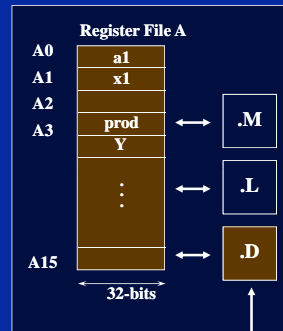 Register File A
A0
a1
A1
x1
A2
prod
.M
A3
Y
.L
.D
A15
32-bits